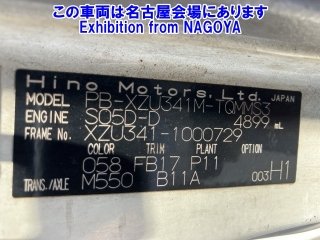 この車両は名古屋会場にあります
Exhibition from NAGOYA
Hino Motors, Ltd. JAPAN
MODEL PB-XZU341M-TQMMS3
ENGINE S05D-D 4899 mL
FRAME No. XZU341-1000729
COLOR TRIM PLANT OPTION
058 FB17 P11
TRANS./AXLE M550 B11A 003 H1